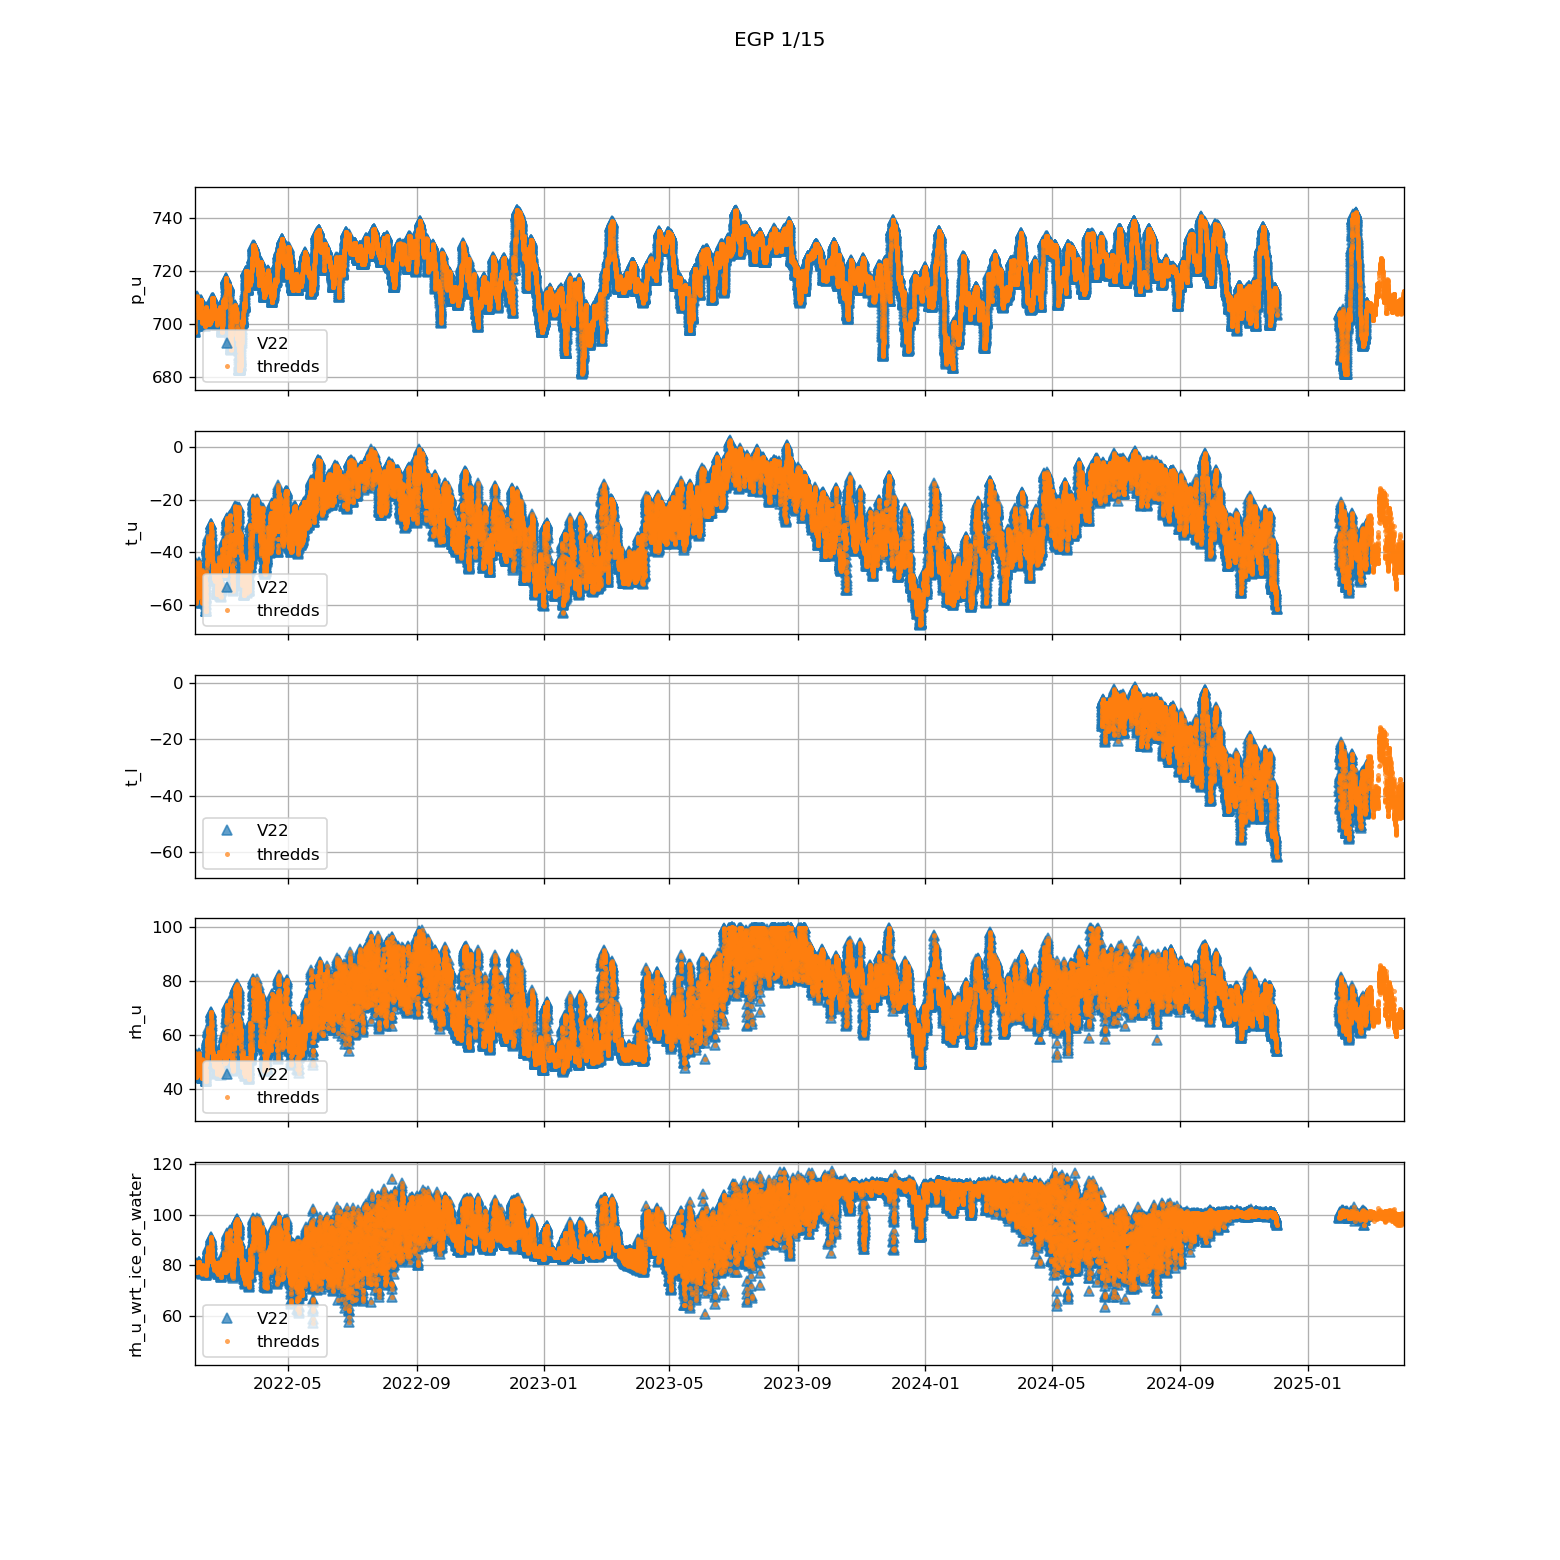 EGP 1/15
740
720
700
680
p_u
V22
thredds
0
−20
−40
−60
t_u
V22
thredds
0
−20
−40
−60
t_l
V22
thredds
100
80
60
40
rh_u
V22
thredds
120
100
80
60
rh_u_wrt_ice_or_water
V22
thredds
2022-05 2022-09 2023-01 2023-05 2023-09 2024-01 2024-05 2024-09 2025-01